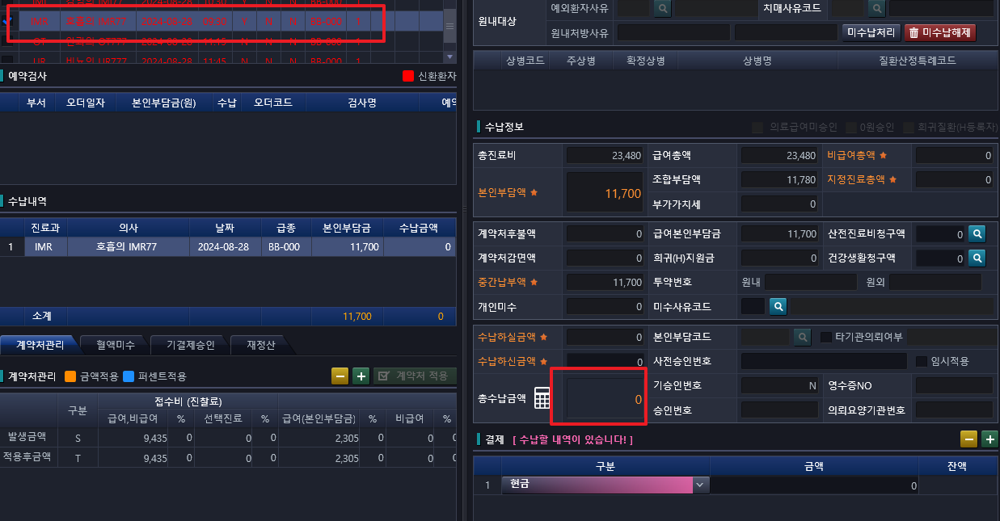 IMR 2024-08-28 10:30 Y N N BB-000
IMR 호흡의 IMR77 2024-08-28 09:30 Y N N BB-000
OT 안과의 OT777 2024-08-28 11:15 N N N BB-000 1
UR 비뇨의 UR777 2024-08-28 11:45 N N N BB-000 1
예약검사 신환환자
부서 오더일자 본인부담금(원) 수납 오더코드 검사명 예약
수납내역
진료과 의사 날짜 급종 본인부담금 수납금액
1 IMR 호흡의 IMR77 2024-08-28 BB-000 11,700 0
소계 11,700 0
계약처관리 혈액미수 기결제승인 재정산
계약처관리 금액적용 퍼센트적용 계약처 적용
구분 접수비 (진찰료)
급여,비급여 % 선택진료 % 급여(본인부담금) % 비급여 %
발생금액 S 9,435 0 0 0 2,305 0 0 0
적용후금액 T 9,435 0 0 0 2,305 0 0 0
원내대상
예외환자사유 치매사유코드
원내처방사유 미수납처리 미수납해제
상병코드 주상병 확정상병 상병명 질환산정특례코드
수납정보 의료급여미승인 0원승인 희귀질환(H등록자)
총진료비 23,480 급여총액 23,480 비급여총액 ★ 0
본인부담액 ★ 11,700 조합부담액 11,780 지정진료총액 ★ 0
부가가치세 0
계약처후불액 0 급여본인부담금 11,700 산전진료비청구액 0
계약처감면액 0 희귀(H)지원금 0 건강생활청구액 0
중간납부액 ★ 11,700 투약번호 원내 원외
개인미수 0 미수사유코드
수납하실금액 ★ 0 본인부담코드 타기관의뢰여부
수납하신금액 ★ 0 사전승인번호 임시적용
총수납금액 0 기승인번호 N 영수증NO
승인번호 의뢰요양기관번호
결제 [ 수납할 내역이 있습니다! ]
구분 금액 잔액
1 현금 0